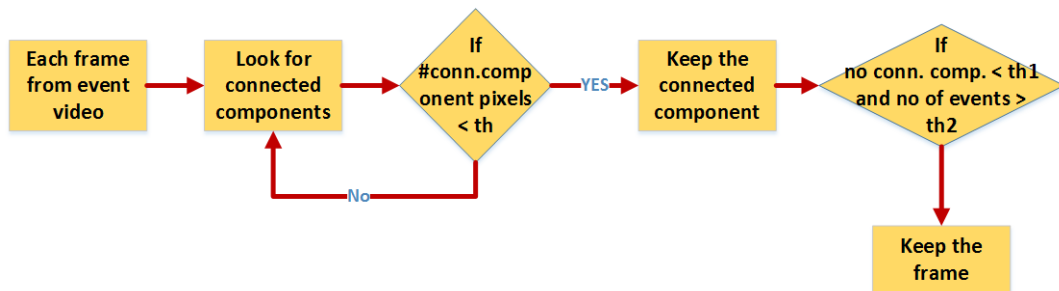 Each frame
from event
video
Look for
connected
components
If
#conn.comp
onent pixels
< th
YES
No
Keep the
connected
component
If
no conn. comp. < th1
and no of events >
th2
Keep the
frame